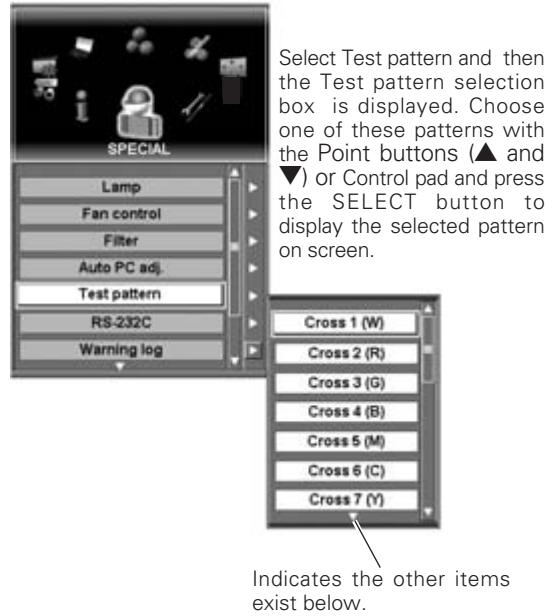 Select Test pattern and then
the Test pattern selection
box is displayed. Choose
one of these patterns with
the Point buttons (▲ and
▼) or Control pad and press
the SELECT button to
display the selected pattern
on screen.
SPECIAL
Lamp
Fan control
Filter
Auto PC adj.
Test pattern
RS-232C
Warning log
Cross 1 (W)
Cross 2 (R)
Cross 3 (G)
Cross 4 (B)
Cross 5 (M)
Cross 6 (C)
Cross 7 (Y)
Indicates the other items
exist below.